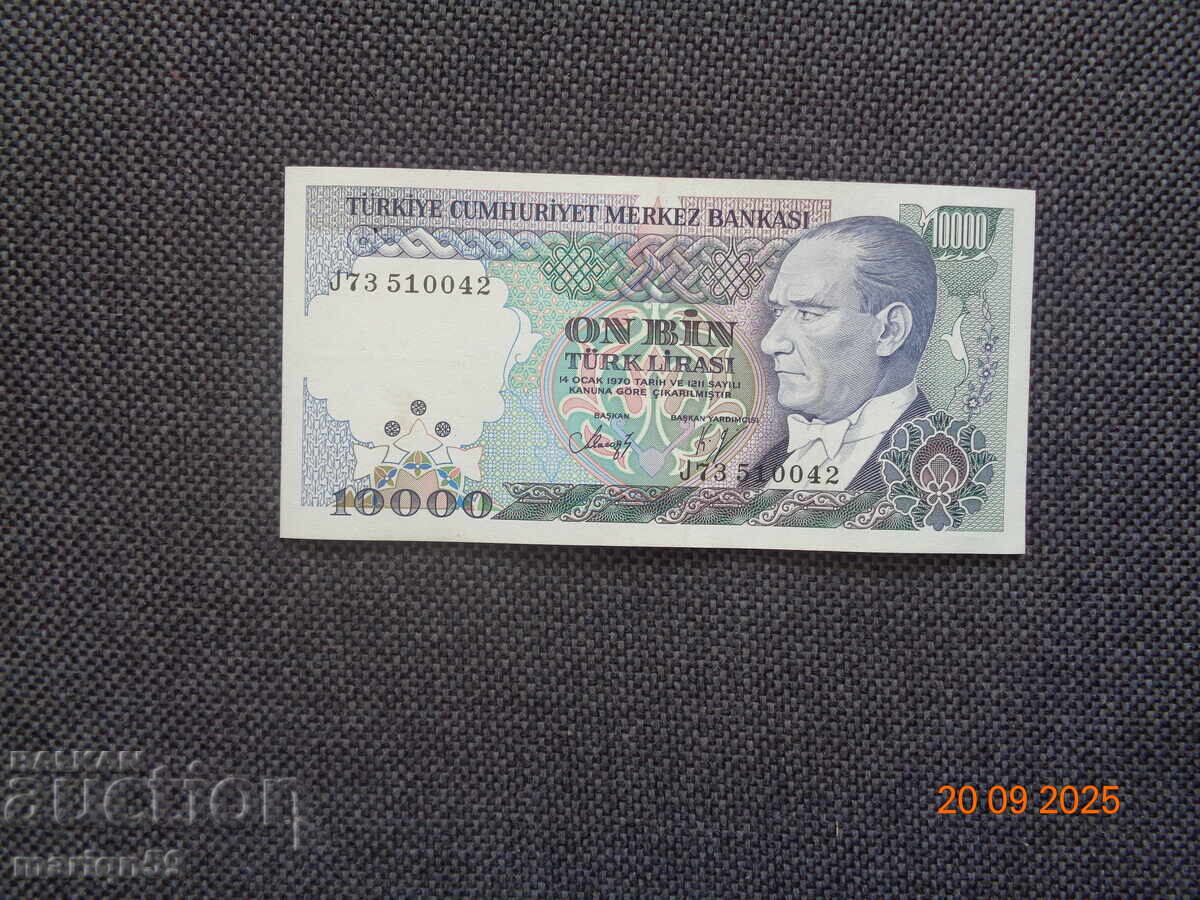 TÜRKİYE CUMHURİYET MERKEZ BANKASI
10000
J73 510042
ON BİN
TÜRK LİRASI
14 OCAK 1970 TARİH VE 1211 SAYILI
KANUNA GÖRE ÇIKARILMIŞTIR
BAŞKAN BAŞKAN YARDIMCISI
J73 510042
10000
BALKAN
auction
marion59
20 09 2025